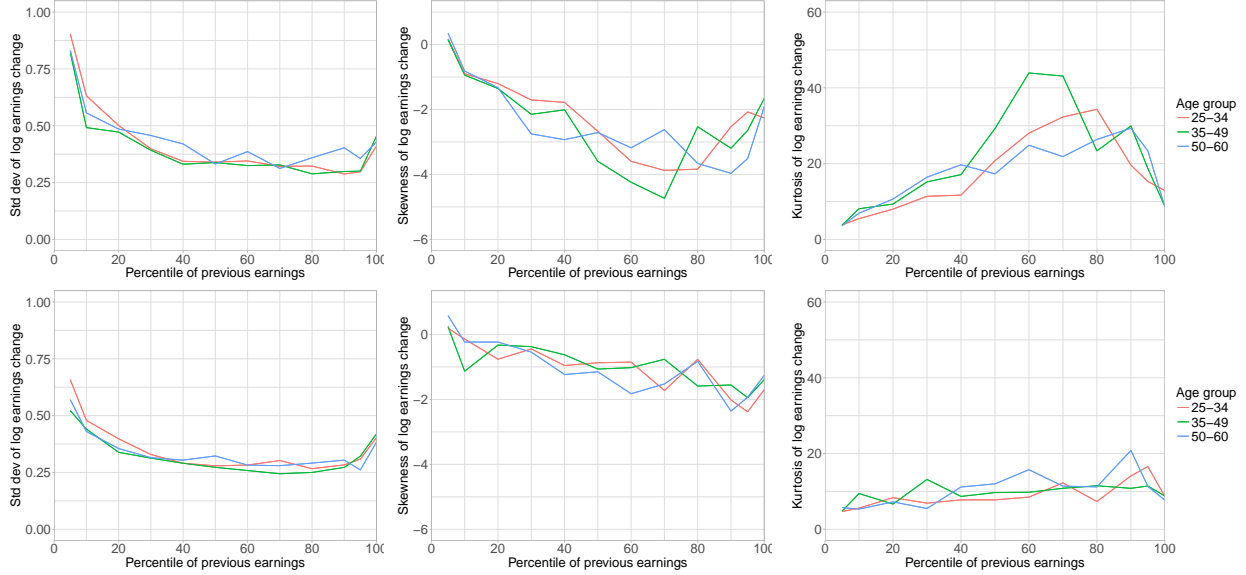 Std dev of log earnings change
1.00
0.75
0.50
0.25
0.00
0 20 40 60 80 100
Percentile of previous earnings
Skewness of log earnings change
0
−2
−4
−6
0 20 40 60 80 100
Percentile of previous earnings
Kurtosis of log earnings change
60
40
20
0
0 20 40 60 80 100
Percentile of previous earnings
Age group
25−34
35−49
50−60
Std dev of log earnings change
1.00
0.75
0.50
0.25
0.00
0 20 40 60 80 100
Percentile of previous earnings
Skewness of log earnings change
0
−2
−4
−6
0 20 40 60 80 100
Percentile of previous earnings
Kurtosis of log earnings change
60
40
20
0
0 20 40 60 80 100
Percentile of previous earnings
Age group
25−34
35−49
50−60